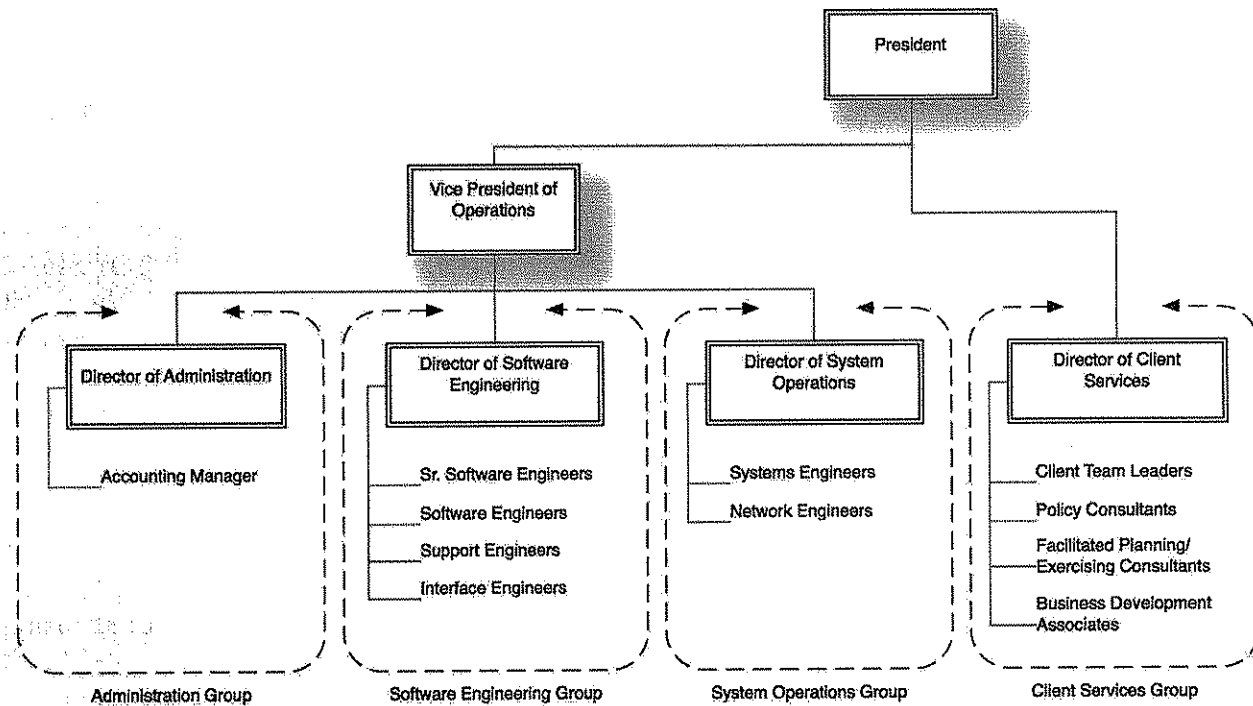 President
Vice President of
Operations
Director of Administration
Accounting Manager
Administration Group
Director of Software
Engineering
Sr. Software Engineers
Software Engineers
Support Engineers
Interface Engineers
Software Engineering Group
Director of System
Operations
Systems Engineers
Network Engineers
System Operations Group
Director of Client
Services
Client Team Leaders
Policy Consultants
Facilitated Planning/
Exercising Consultants
Business Development
Associates
Client Services Group